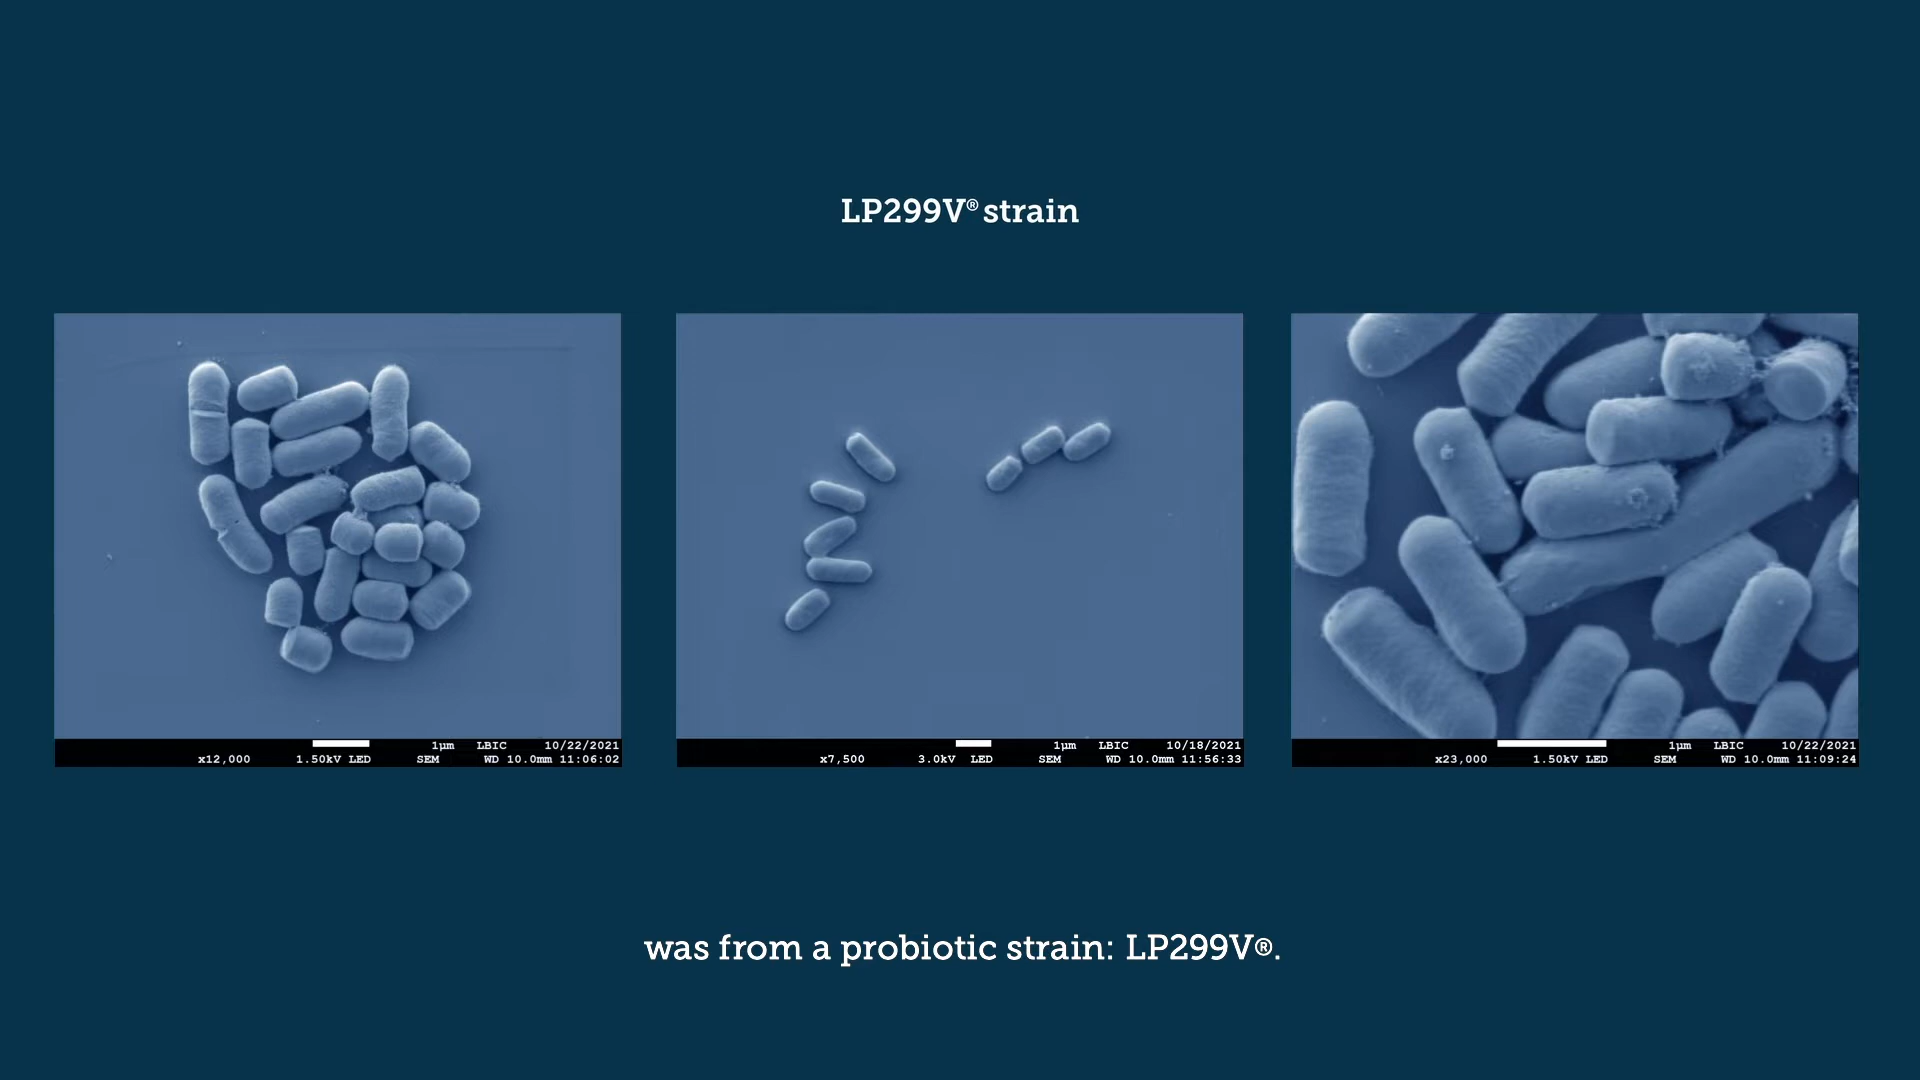 LP299V® strain
1µm LBIC 10/22/2021
x12,000 1.50kV LED SEM WD 10.0mm 11:06:02
1µm LBIC 10/18/2021
x7,500 3.0kV LED SEM WD 10.0mm 11:56:33
1µm LBIC 10/22/2021
x23,000 1.50kV LED SEM WD 10.0mm 11:09:24
was from a probiotic strain: LP299V®.